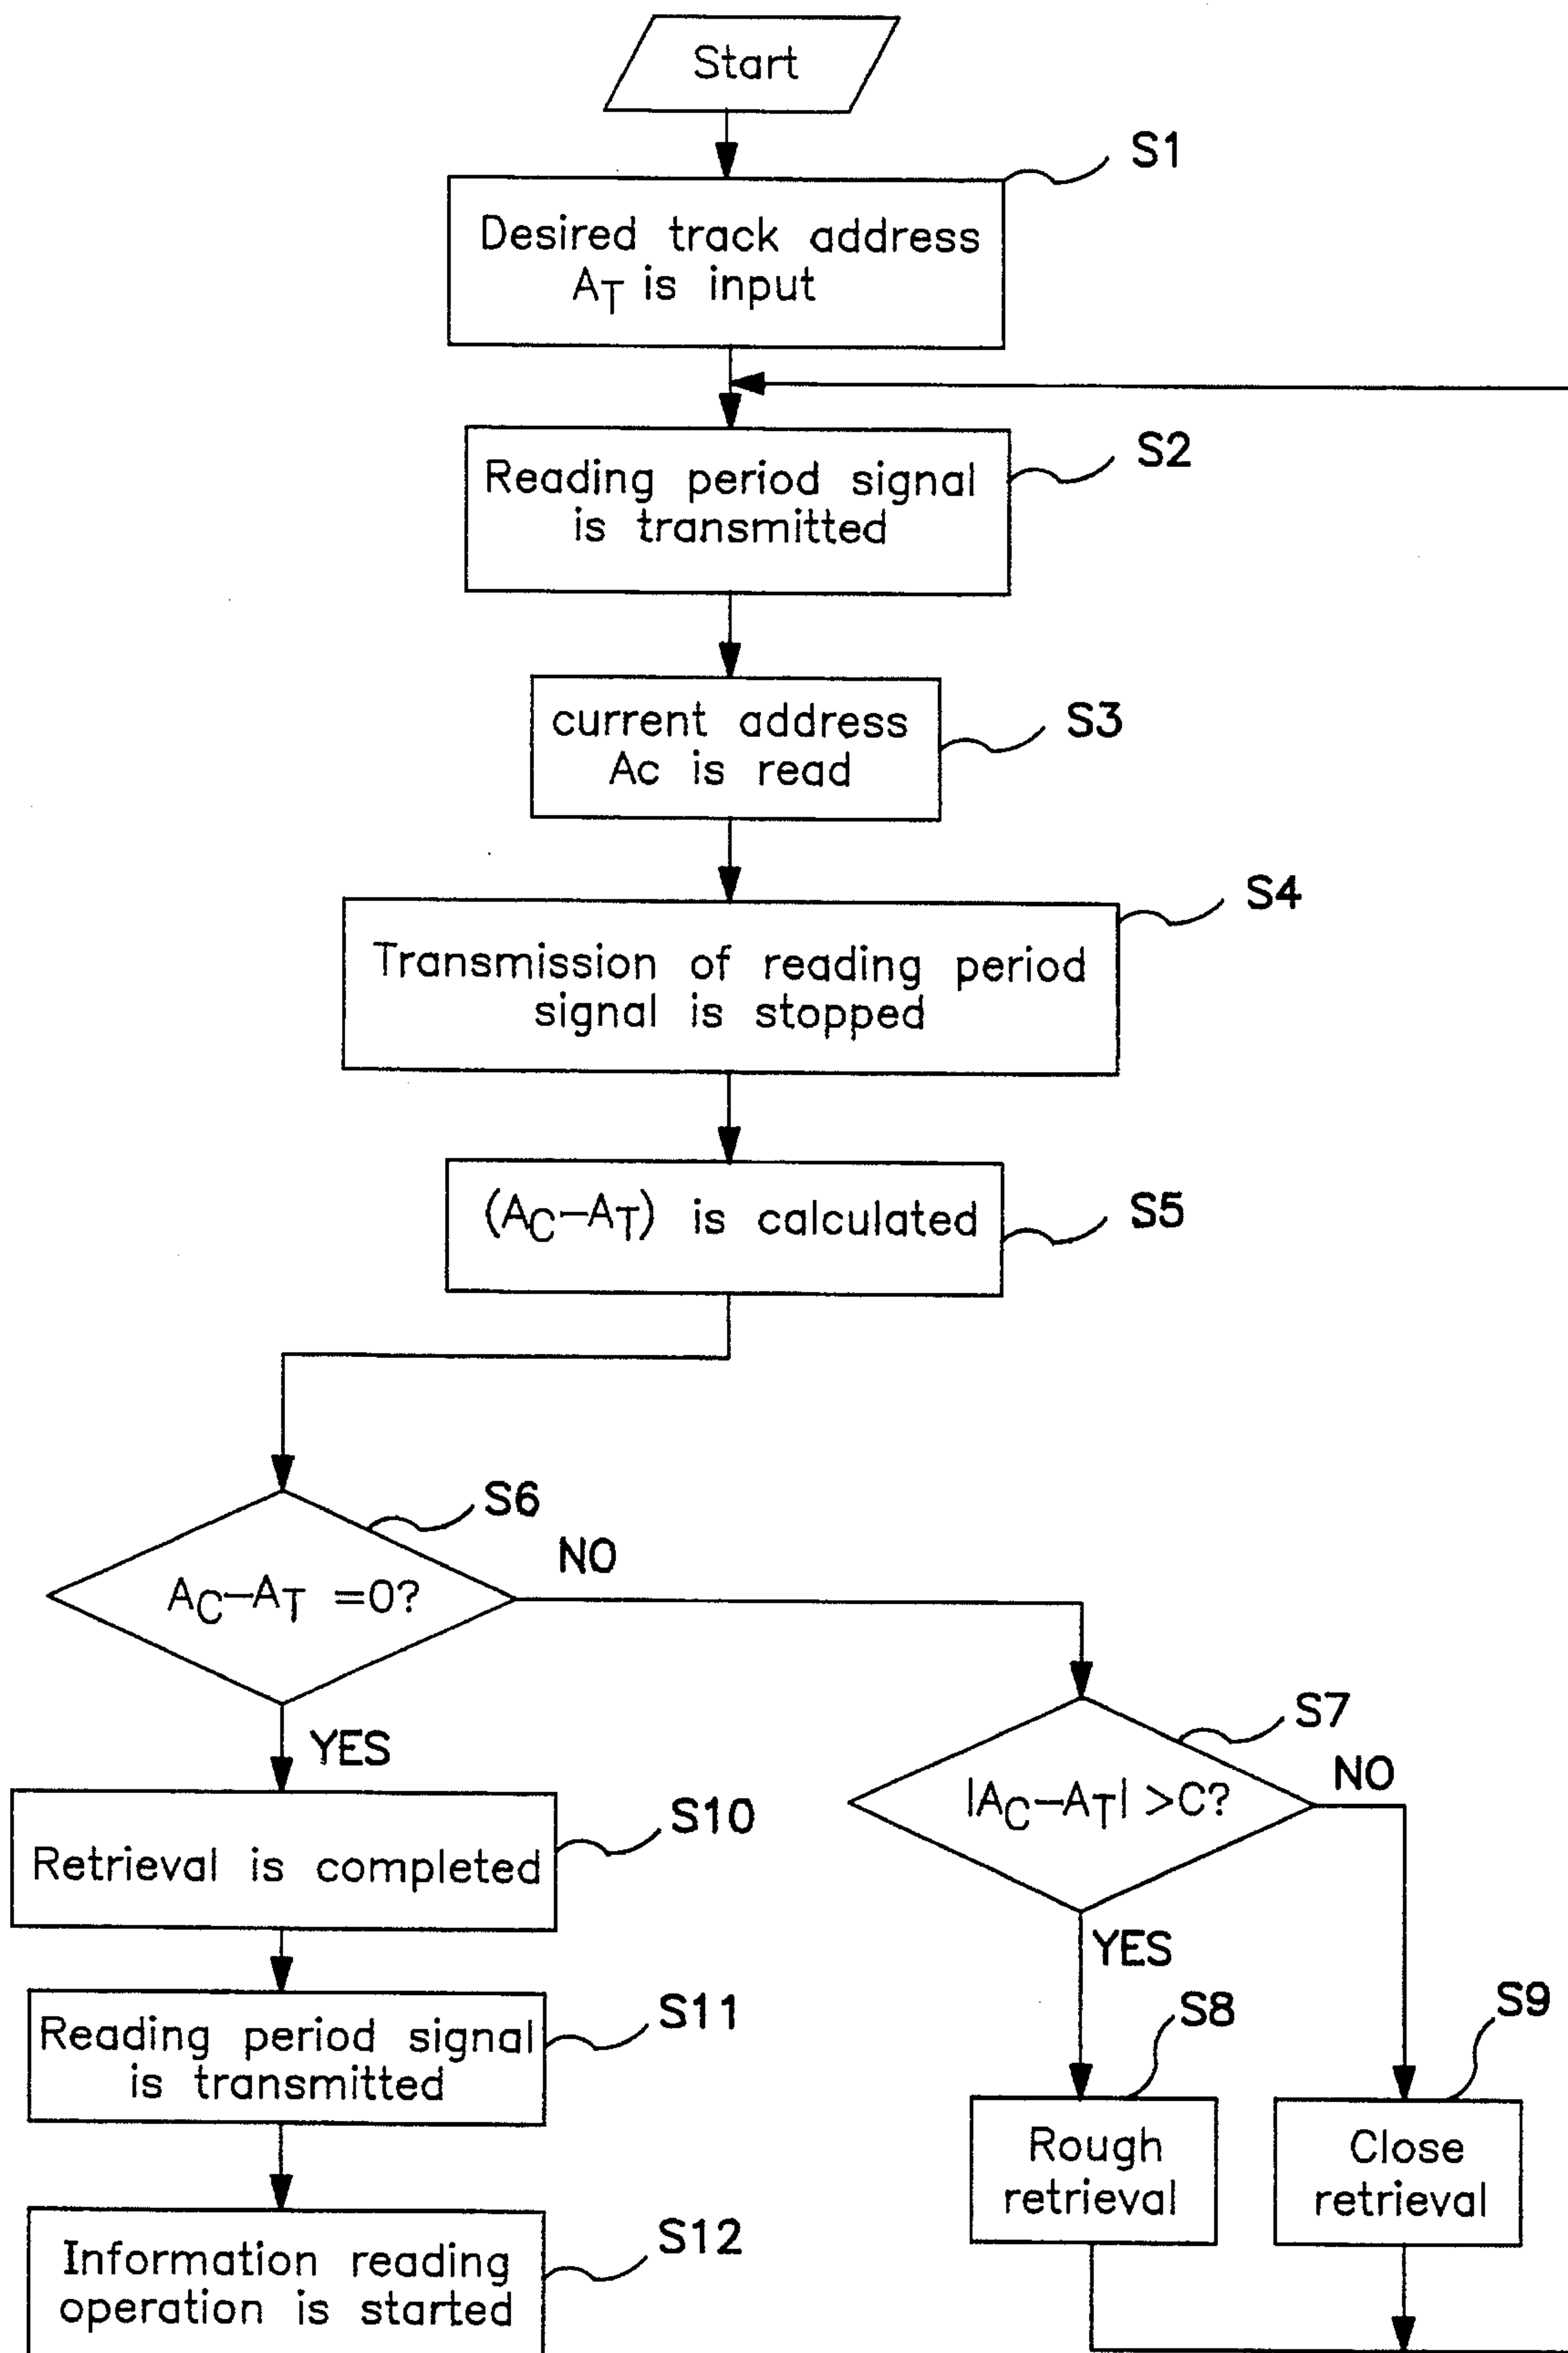 Start
S1
Desired track address
AT is input
S2
Reading period signal
is transmitted
S3
current address
Ac is read
S4
Transmission of reading period
signal is stopped
S5
(AC-AT) is calculated
S6
NO
AC-AT =0?
YES
S7
NO
|AC-AT| >C?
YES
S10
Retrieval is completed
S11
Reading period signal
is transmitted
S8
Rough
retrieval
S9
Close
retrieval
S12
Information reading
operation is started